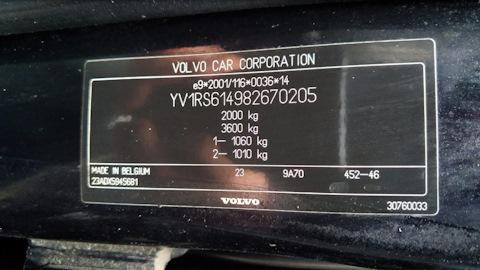 VOLVO CAR CORPORATION
e9*2001/116*0036*14
YV1RS614982670205
2000 kg
3600 kg
1– 1060 kg
2– 1010 kg
MADE IN BELGIUM 23 9A70 452–46
23ADX5945681
VOLVO 30760033